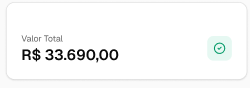 Valor Total
R$ 33.690,00